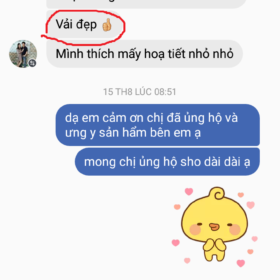 Vải đẹp ☝🏼
Mình thích mấy hoạ tiết nhỏ nhỏ
15 TH8 LÚC 08:51
dạ em cảm ơn chị đã ủng hộ và
ưng y sản hẩm bên em ạ
mong chị ủng hộ sho dài dài ạ